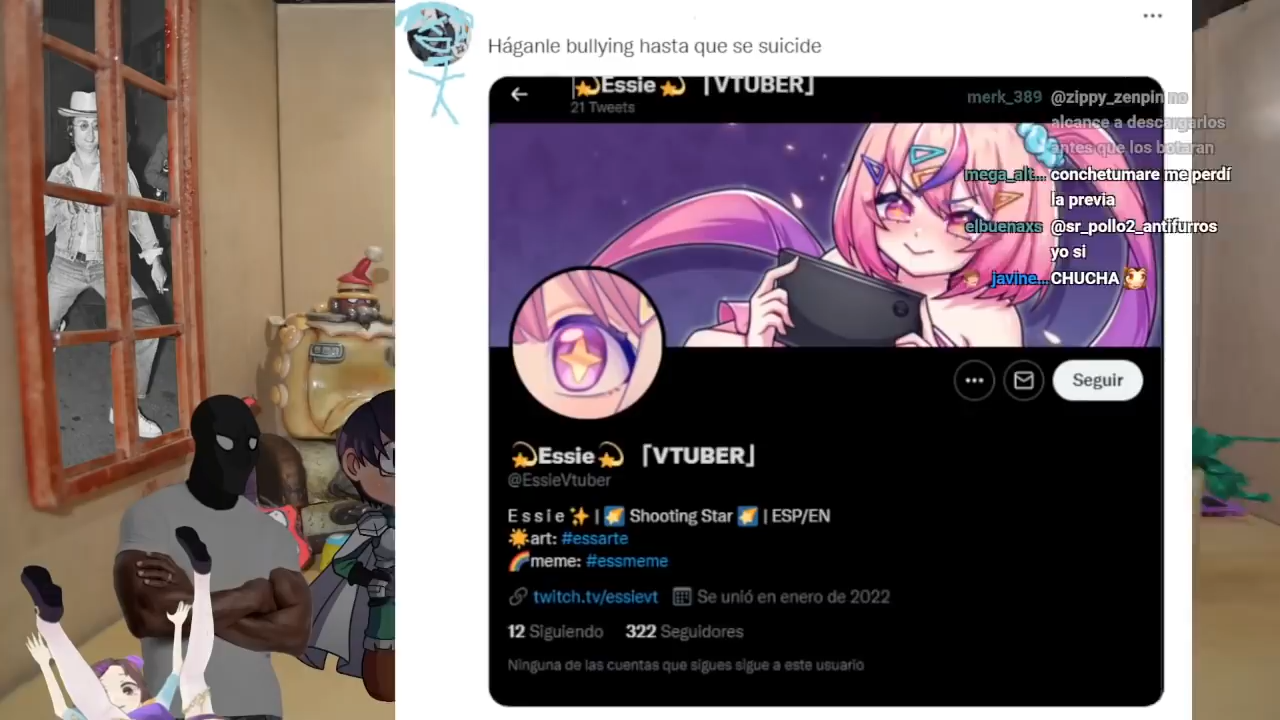 Háganle bullying hasta que se suicide
💫Essie💫 「VTUBER」
21 Tweets
merk_389 @zippy_zenpin no
alcance a descargarlos
antes que los botaran
mega_alt... conchetumare me perdí
la previa
elbuenaxs @sr_pollo2_antifurros
yo si
javine... CHUCHA
Seguir
💫Essie💫 「VTUBER」
@EssieVtuber
E s s i e ✨ | 🌠 Shooting Star 🌠 | ESP/EN
🌟art: #essarte
🌈meme: #essmeme
twitch.tv/essievt Se unió en enero de 2022
12 Siguiendo 322 Seguidores
Ninguna de las cuentas que sigues sigue a este usuario